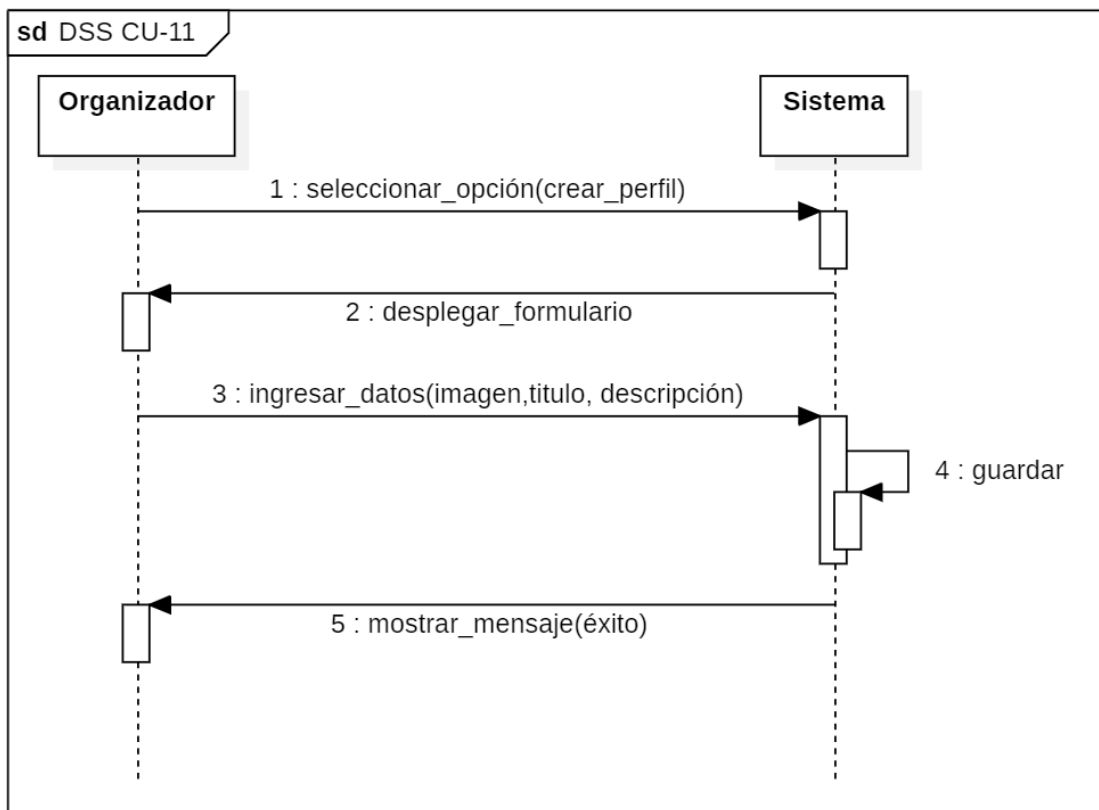 sd DSS CU-11
Organizador
Sistema
1 : seleccionar_opción(crear_perfil)
2 : desplegar_formulario
3 : ingresar_datos(imagen,titulo, descripción)
4 : guardar
5 : mostrar_mensaje(éxito)